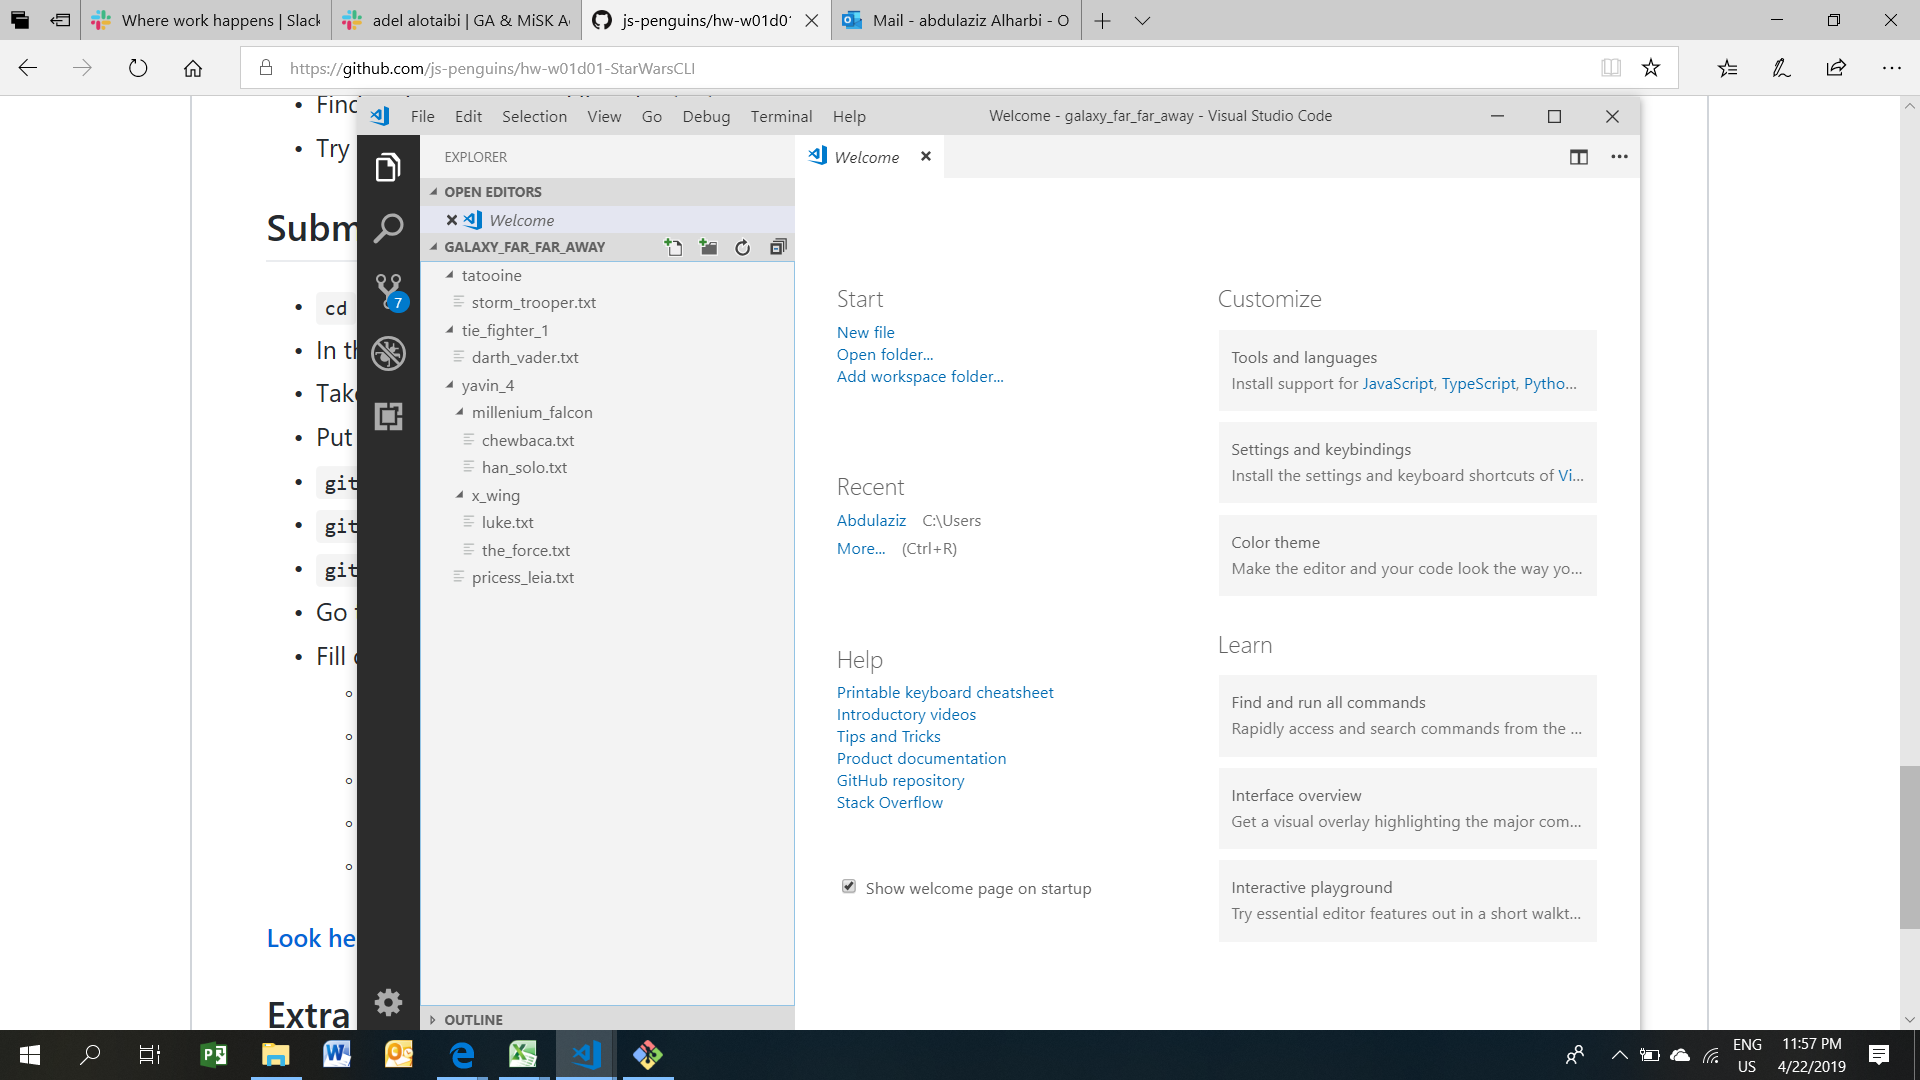 Where work happens | Slack
adel alotaibi | GA & MiSK A
js-penguins/hw-w01d01
Mail - abdulaziz Alharbi - O
https://github.com/js-penguins/hw-w01d01-StarWarsCLI
Find
Try
Subm
cd
In th
Take
Put
git
git
git
Go t
Fill o
Look he
Extra
File Edit Selection View Go Debug Terminal Help
Welcome - galaxy_far_far_away - Visual Studio Code
EXPLORER
OPEN EDITORS
Welcome
GALAXY_FAR_FAR_AWAY
tatooine
storm_trooper.txt
tie_fighter_1
darth_vader.txt
yavin_4
millenium_falcon
chewbaca.txt
han_solo.txt
x_wing
luke.txt
the_force.txt
pricess_leia.txt
OUTLINE
7
Welcome
Start
New file
Open folder...
Add workspace folder...
Recent
Abdulaziz C:\Users
More... (Ctrl+R)
Help
Printable keyboard cheatsheet
Introductory videos
Tips and Tricks
Product documentation
GitHub repository
Stack Overflow
Show welcome page on startup
Customize
Tools and languages
Install support for JavaScript, TypeScript, Pytho...
Settings and keybindings
Install the settings and keyboard shortcuts of Vi...
Color theme
Make the editor and your code look the way yo...
Learn
Find and run all commands
Rapidly access and search commands from the ...
Interface overview
Get a visual overlay highlighting the major com...
Interactive playground
Try essential editor features out in a short walkt...
ENG
US
11:57 PM
4/22/2019